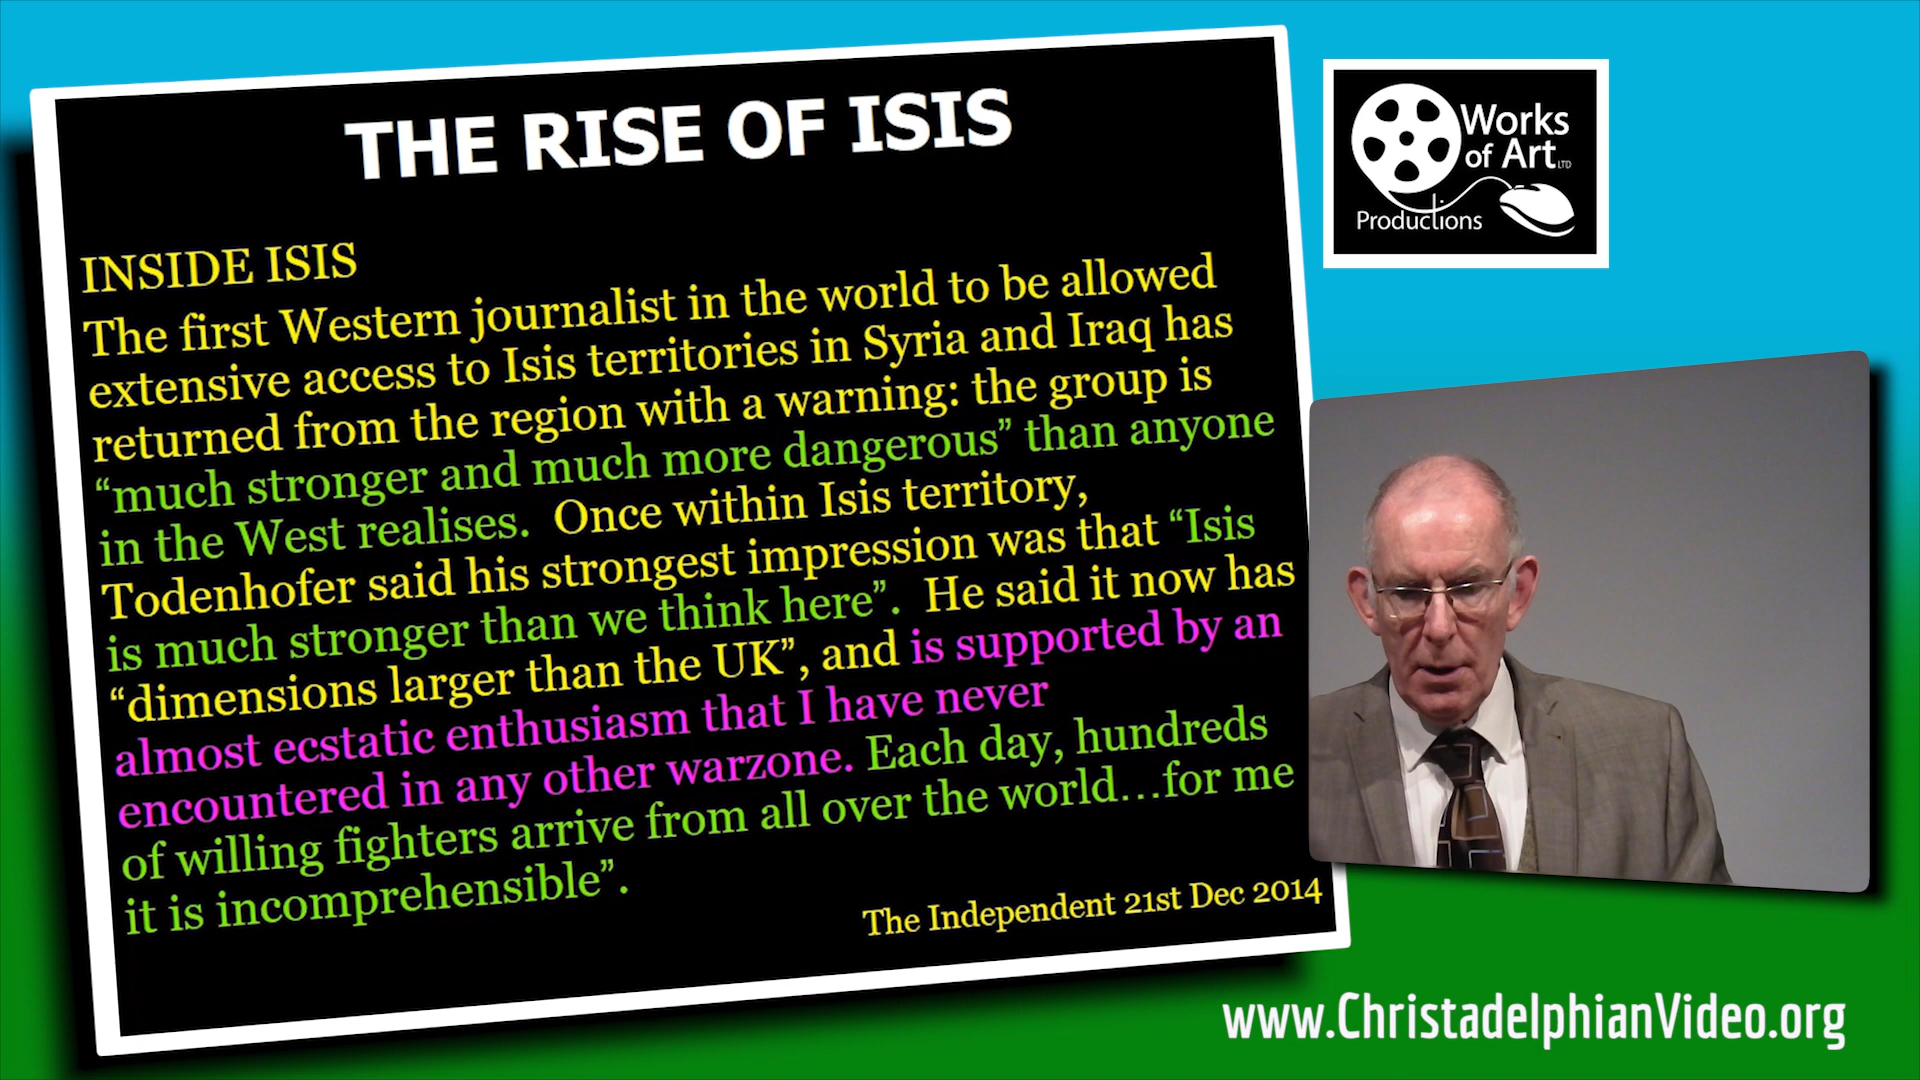 THE RISE OF ISIS
INSIDE ISIS
The first Western journalist in the world to be allowed
extensive access to Isis territories in Syria and Iraq has
returned from the region with a warning: the group is
“much stronger and much more dangerous” than anyone
in the West realises.  Once within Isis territory,
Todenhofer said his strongest impression was that “Isis
is much stronger than we think here”.  He said it now has
“dimensions larger than the UK”, and is supported by an
almost ecstatic enthusiasm that I have never
encountered in any other warzone. Each day, hundreds
of willing fighters arrive from all over the world…for me
it is incomprehensible”.
The Independent 21st Dec 2014
Works
of Art LTD
Productions
www.ChristadelphianVideo.org